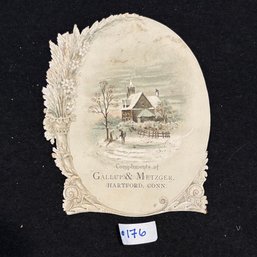 Compliments of
GALLUP & METZGER,
HARTFORD, CONN
176